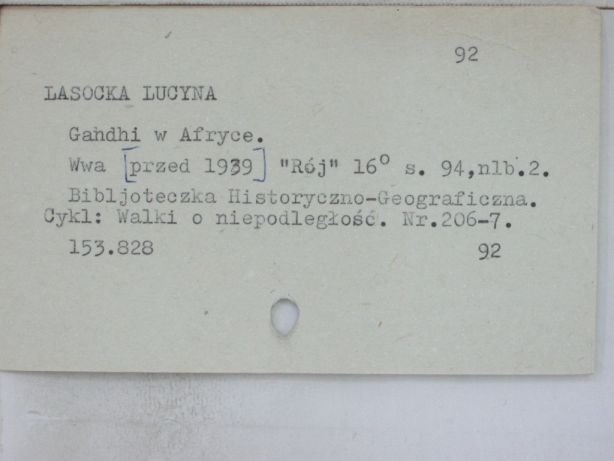 92
LASOCKA LUCYNA
Gandhi w Afryce.
Wwa [przed 1939] "Rój" 16° s. 94,nlb.2.
Bibljoteczka Historyczno-Geograficzna.
Cykl: Walki o niepodległość. Nr.206-7.
153.828 92